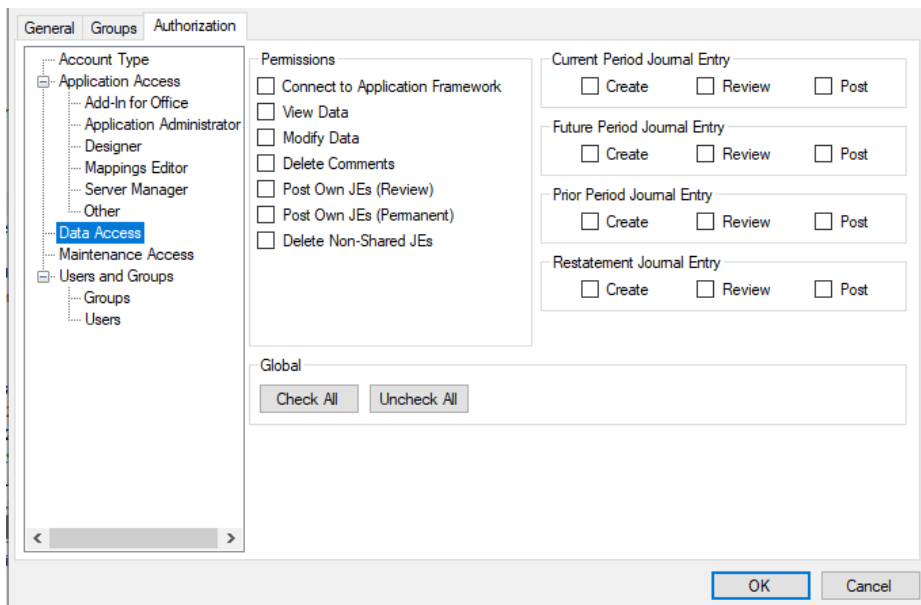 General Groups Authorization
Account Type
Application Access
Add-In for Office
Application Administrator
Designer
Mappings Editor
Server Manager
Other
Data Access
Maintenance Access
Users and Groups
Groups
Users
Permissions
Connect to Application Framework
View Data
Modify Data
Delete Comments
Post Own JEs (Review)
Post Own JEs (Permanent)
Delete Non-Shared JEs
Current Period Journal Entry
Create Review Post
Future Period Journal Entry
Create Review Post
Prior Period Journal Entry
Create Review Post
Restatement Journal Entry
Create Review Post
Global
Check All Uncheck All
OK Cancel